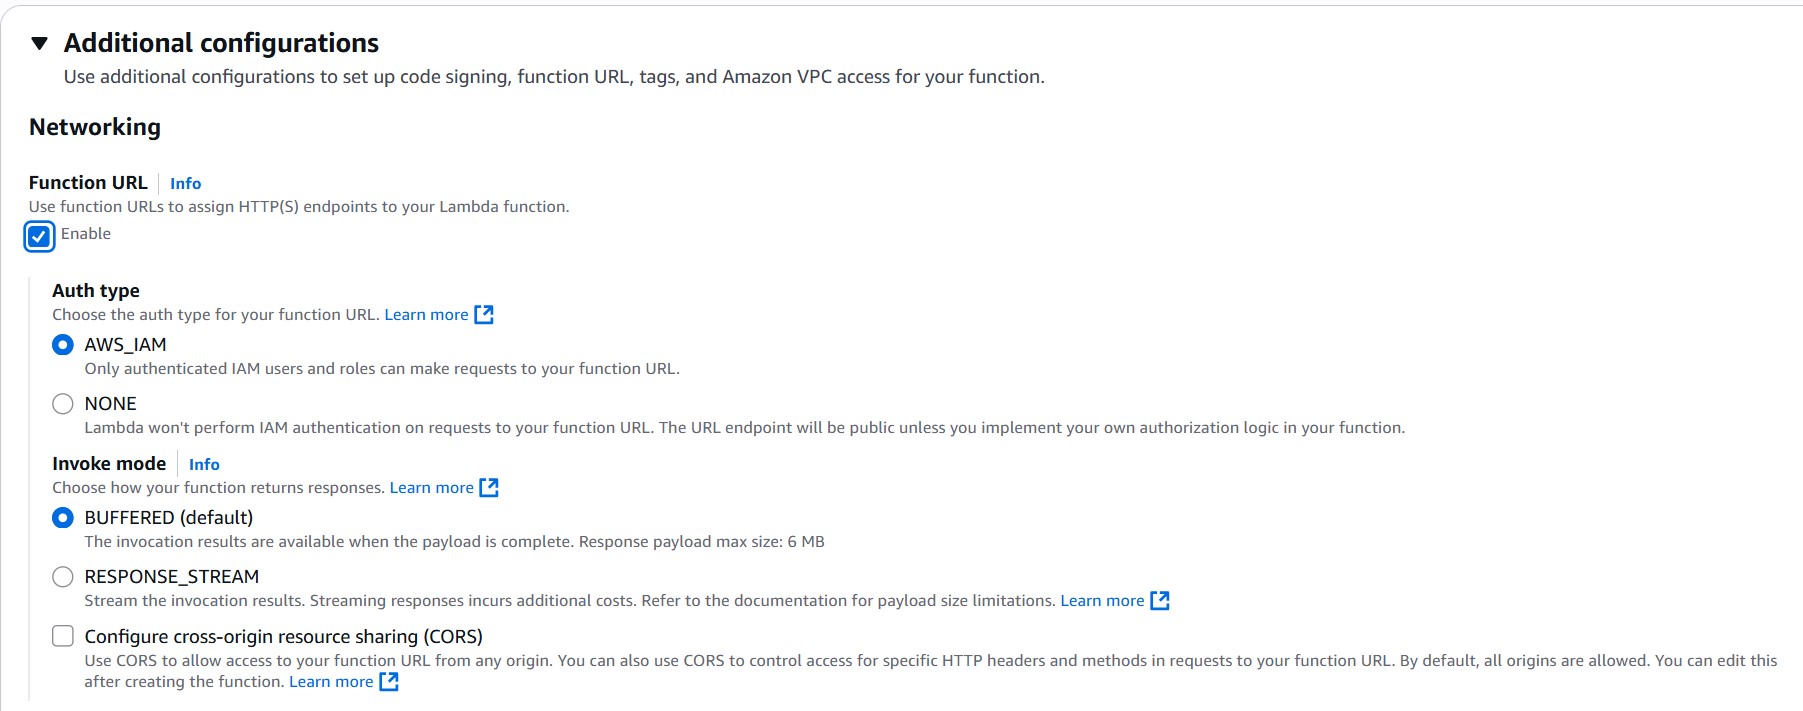 Additional configurations
Use additional configurations to set up code signing, function URL, tags, and Amazon VPC access for your function.
Networking
Function URL Info
Use function URLs to assign HTTP(S) endpoints to your Lambda function.
Enable
Auth type
Choose the auth type for your function URL. Learn more
AWS_IAM
Only authenticated IAM users and roles can make requests to your function URL.
NONE
Lambda won't perform IAM authentication on requests to your function URL. The URL endpoint will be public unless you implement your own authorization logic in your function.
Invoke mode Info
Choose how your function returns responses. Learn more
BUFFERED (default)
The invocation results are available when the payload is complete. Response payload max size: 6 MB
RESPONSE_STREAM
Stream the invocation results. Streaming responses incurs additional costs. Refer to the documentation for payload size limitations. Learn more
Configure cross-origin resource sharing (CORS)
Use CORS to allow access to your function URL from any origin. You can also use CORS to control access for specific HTTP headers and methods in requests to your function URL. By default, all origins are allowed. You can edit this
after creating the function. Learn more